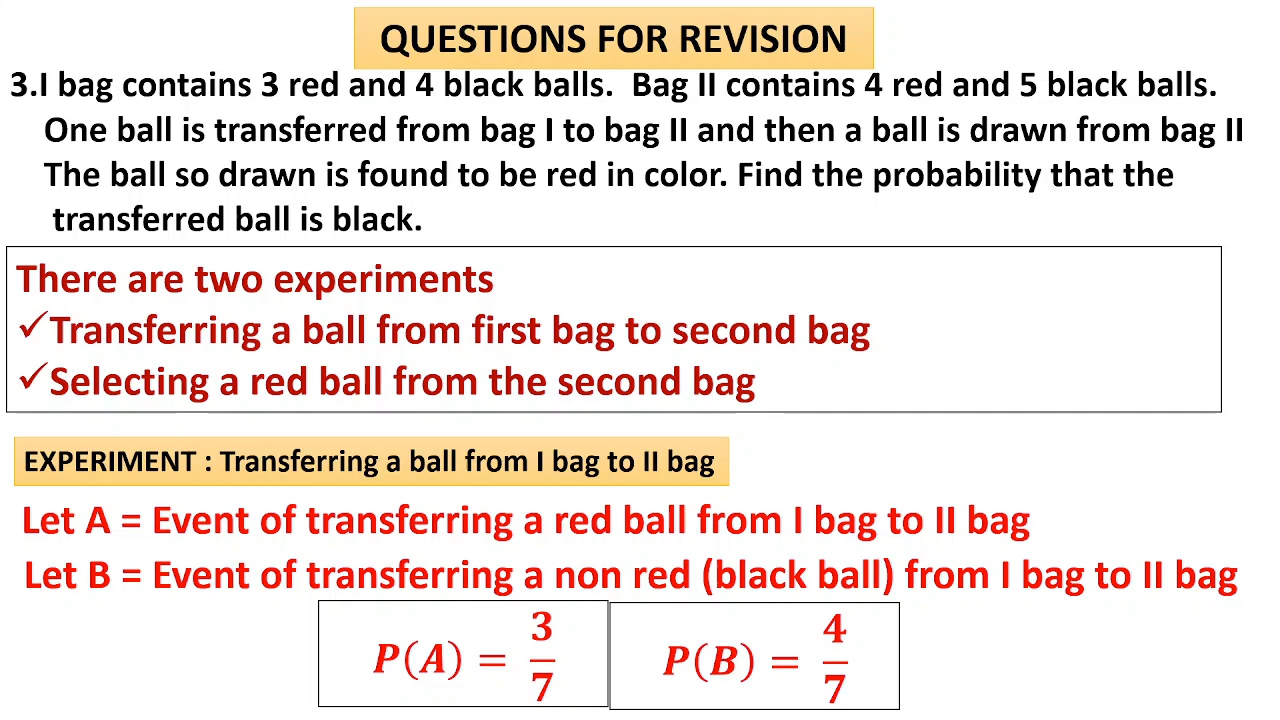 QUESTIONS FOR REVISION
3.I bag contains 3 red and 4 black balls.  Bag II contains 4 red and 5 black balls.
One ball is transferred from bag I to bag II and then a ball is drawn from bag II
The ball so drawn is found to be red in color. Find the probability that the
transferred ball is black.
There are two experiments
✓Transferring a ball from first bag to second bag
✓Selecting a red ball from the second bag
EXPERIMENT : Transferring a ball from I bag to II bag
Let A = Event of transferring a red ball from I bag to II bag
Let B = Event of transferring a non red (black ball) from I bag to II bag
P(A) = 3/7
P(B) = 4/7